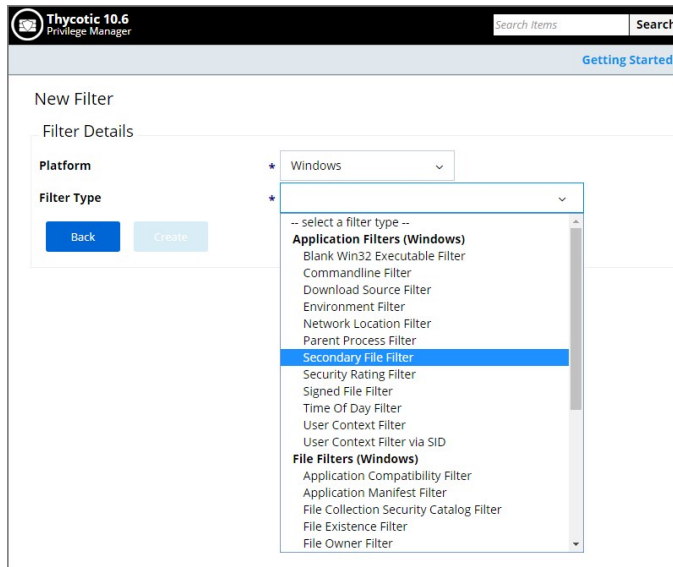 Thycotic 10.6
Privilege Manager
Search Items
Search
Getting Started
New Filter
Filter Details
Platform * Windows
Filter Type *
-- select a filter type --
Application Filters (Windows)
Blank Win32 Executable Filter
Commandline Filter
Download Source Filter
Environment Filter
Network Location Filter
Parent Process Filter
Secondary File Filter
Security Rating Filter
Signed File Filter
Time Of Day Filter
User Context Filter
User Context Filter via SID
File Filters (Windows)
Application Compatibility Filter
Application Manifest Filter
File Collection Security Catalog Filter
File Existence Filter
File Owner Filter
Back
Create